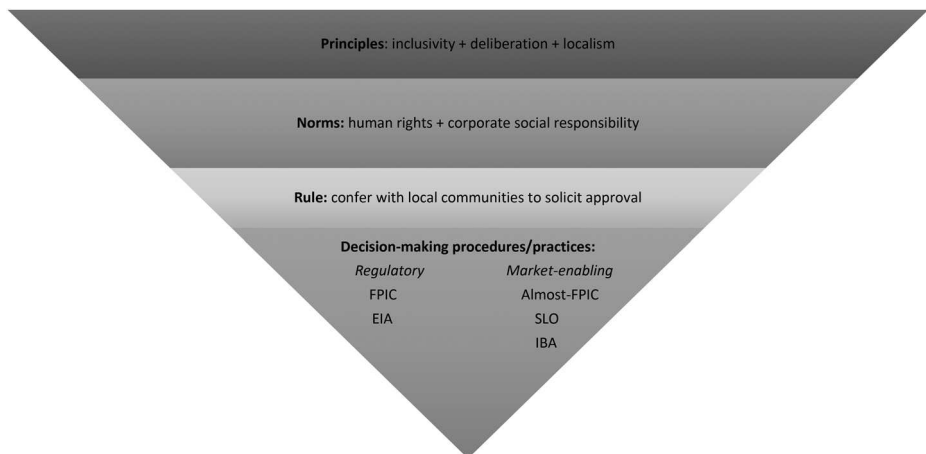 Principles: inclusivity + deliberation + localism
Norms: human rights + corporate social responsibility
Rule: confer with local communities to solicit approval
Decision-making procedures/practices:
Regulatory Market-enabling
FPIC Almost-FPIC
EIA SLO
IBA